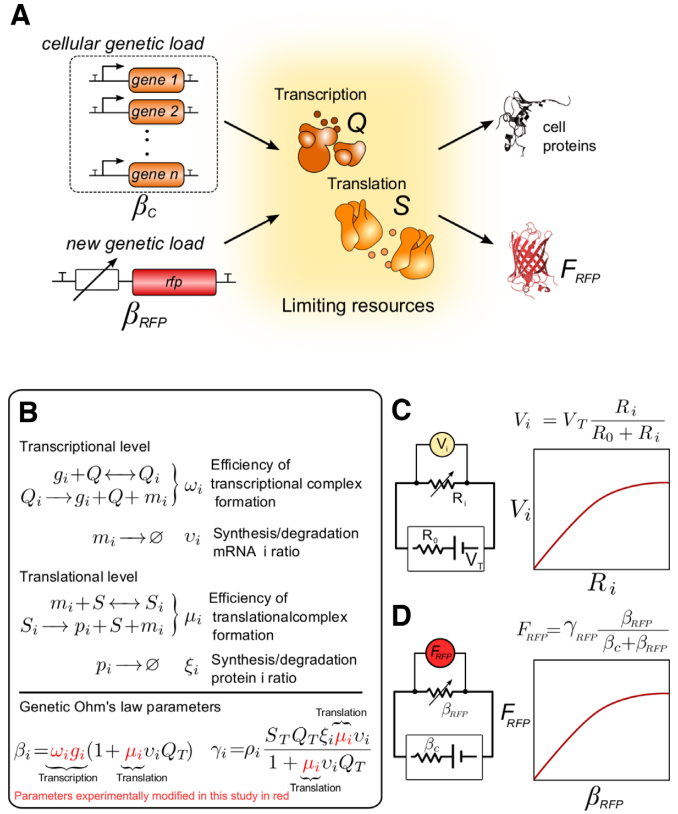 A
cellular genetic load
gene 1
gene 2
gene n
β_C
new genetic load
rfp
β_RFP
Transcription
Q
Translation
S
Limiting resources
cell
proteins
F_RFP
B
Transcriptional level
g_i + Q ⟷ Q_i
Q_i ⟶ g_i + Q + m_i } ω_i
Efficiency of
transcriptional complex
formation
m_i ⟶ ∅ υ_i
Synthesis/degradation
mRNA i ratio
Translational level
m_i + S ⟷ S_i
S_i ⟶ p_i + S + m_i } μ_i
Efficiency of
translationalcomplex
formation
p_i ⟶ ∅ ξ_i
Synthesis/degradation
protein i ratio
Genetic Ohm's law parameters
β_i = ω_i g_i (1 + μ_i υ_i Q_T)
Transcription
Translation
Translation
γ_i = ρ_i (S_T Q_T ξ_i μ_i υ_i) / (1 + μ_i υ_i Q_T)
Translation
Parameters experimentally modified in this study in red
C
V_i = V_T R_i / (R_0 + R_i)
V_i
R_i
R_0
V_T
V_i
R_i
D
F_RFP = γ_RFP β_RFP / (β_c + β_RFP)
F_RFP
β_RFP
β_c
F_RFP
β_RFP